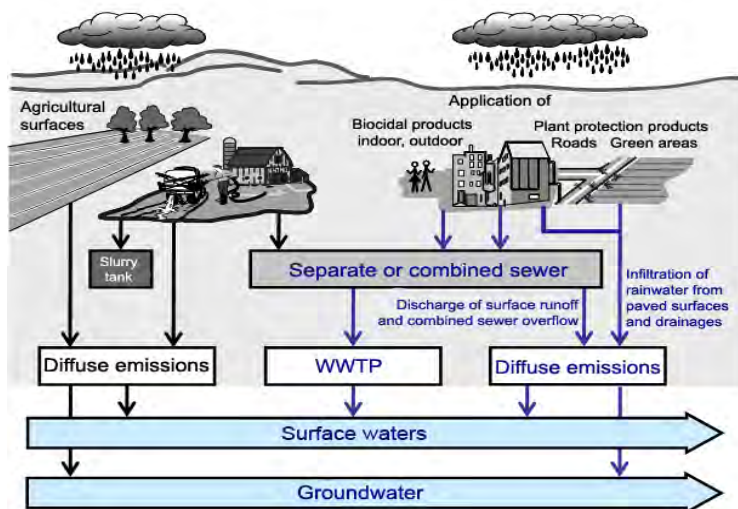 Agricultural
surfaces
Application of
Biocidal products
indoor, outdoor
Plant protection products
Roads Green areas
Slurry
tank
Separate or combined sewer
Discharge of surface runoff
and combined sewer overflow
Infiltration of
rainwater from
paved surfaces
and drainages
Diffuse emissions
WWTP
Diffuse emissions
Surface waters
Groundwater